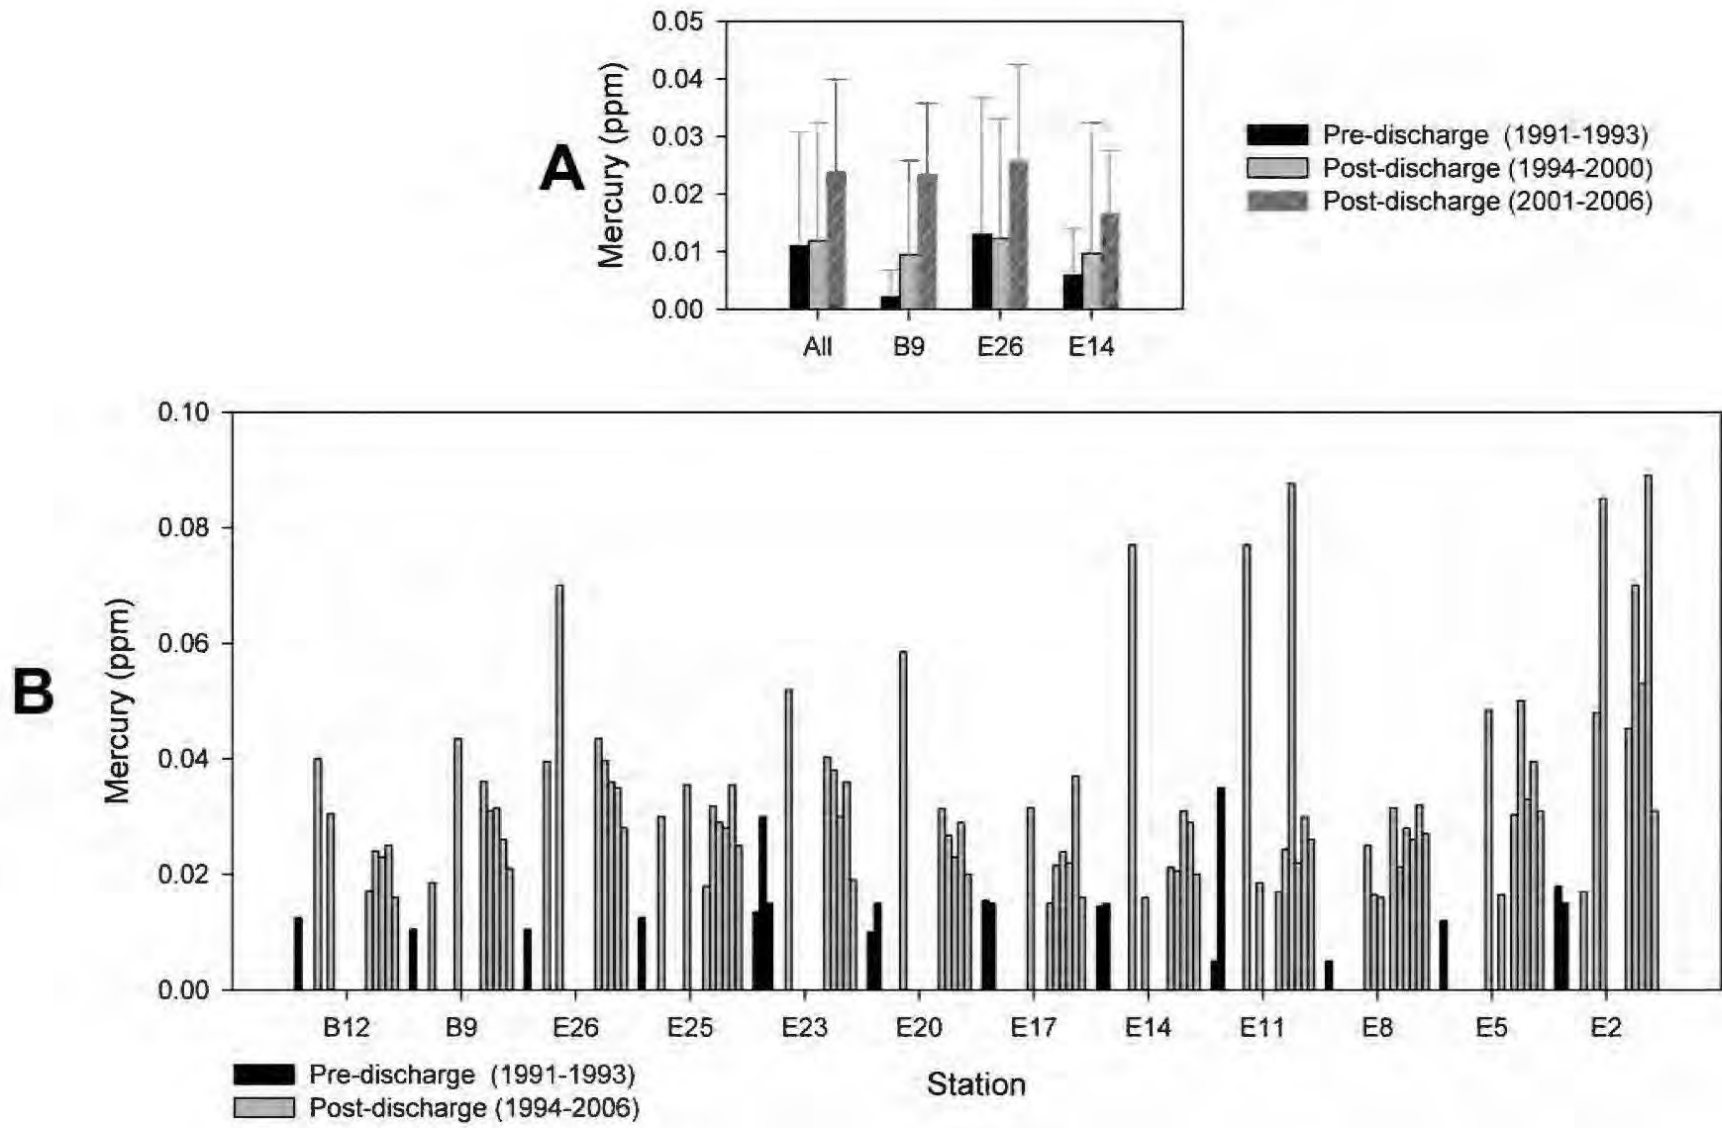 A
Mercury (ppm)
0.05
0.04
0.03
0.02
0.01
0.00
All B9 E26 E14
Pre-discharge (1991-1993)
Post-discharge (1994-2000)
Post-discharge (2001-2006)
B
Mercury (ppm)
0.10
0.08
0.06
0.04
0.02
0.00
B12 B9 E26 E25 E23 E20 E17 E14 E11 E8 E5 E2
Station
Pre-discharge (1991-1993)
Post-discharge (1994-2006)